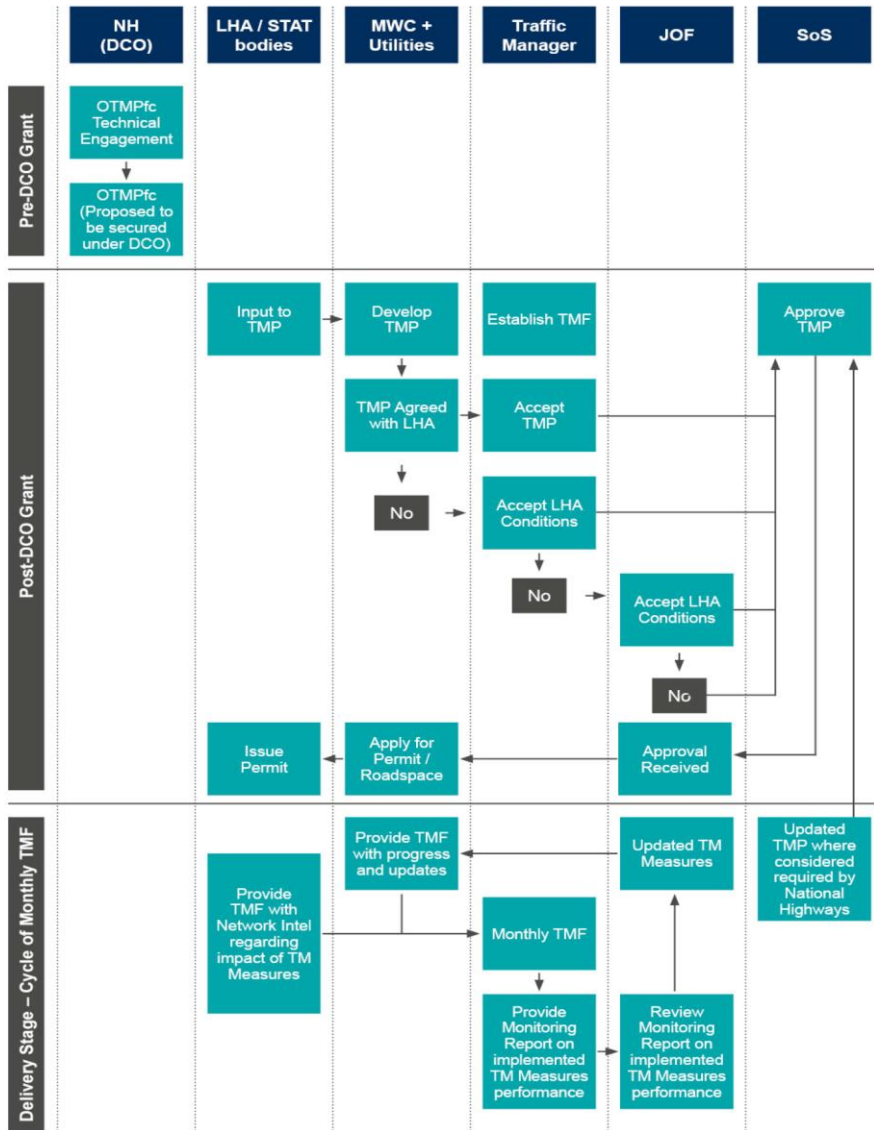 NH
(DCO)
LHA / STAT
bodies
MWC +
Utilities
Traffic
Manager
JOF
SoS
Pre-DCO Grant
OTMPfc
Technical
Engagement
OTMPfc
(Proposed to
be secured
under DCO)
Post-DCO Grant
Input to
TMP
Develop
TMP
Establish TMF
Approve
TMP
TMP Agreed
with LHA
Accept
TMP
No
Accept LHA
Conditions
No
Accept LHA
Conditions
No
Issue
Permit
Apply for
Permit /
Roadspace
Approval
Received
Delivery Stage – Cycle of Monthly TMF
Provide TMF
with progress
and updates
Updated TM
Measures
Updated
TMP where
considered
required by
National
Highways
Provide
TMF with
Network Intel
regarding
impact of TM
Measures
Monthly TMF
Provide
Monitoring
Report on
implemented
TM Measures
performance
Review
Monitoring
Report on
implemented
TM Measures
performance